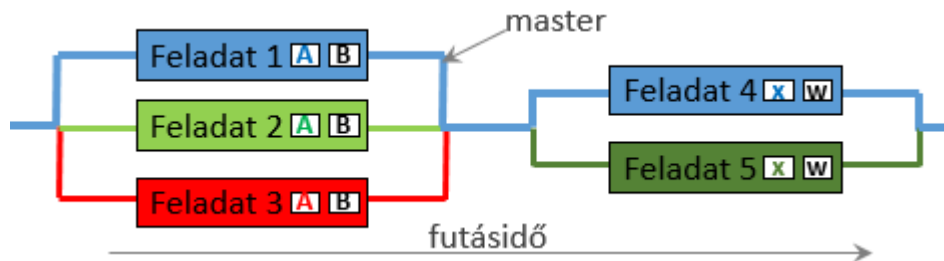 master
Feladat 1 A B
Feladat 2 A B
Feladat 3 A B
Feladat 4 x w
Feladat 5 x w
futásidő